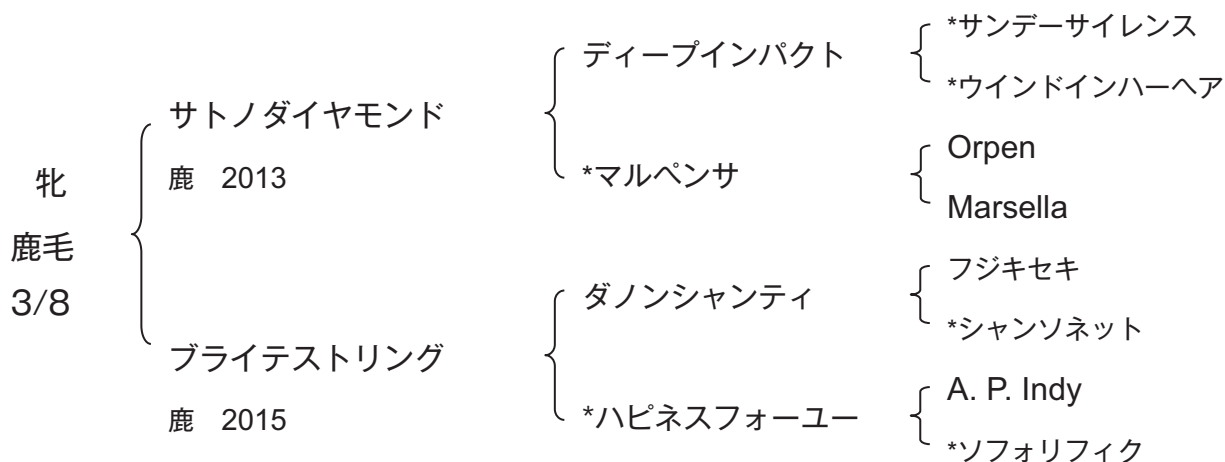 牝
鹿毛
3/8
サトノダイヤモンド
鹿 2013
ブライテストリング
鹿 2015
ディープインパクト
*マルペンサ
ダノンシャンティ
*ハピネスフォーユー
*サンデーサイレンス
*ウインドインハーヘア
Orpen
Marsella
フジキセキ
*シャンソネット
A. P. Indy
*ソフォリフィク